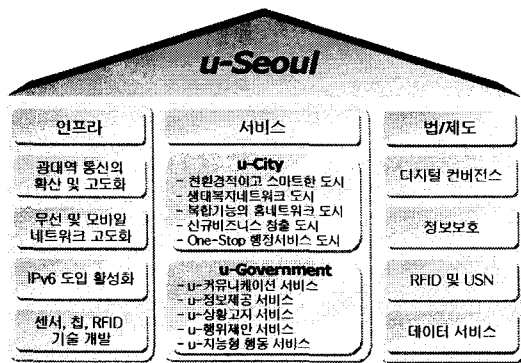 u-Seoul
인프라
광대역 통신의
확산 및 고도화
무선 및 모바일
네트워크 고도화
IPv6 도입 활성화
센서, 칩, RFID
기술 개발
서비스
u-City
- 친환경적이고 스마트한 도시
- 생태복지네트워크 도시
- 복합기능의 홈네트워크 도시
- 신규비즈니스 창출 도시
- One-Stop 행정서비스 도시
u-Government
- u-커뮤니케이션 서비스
- u-정보제공 서비스
- u-상황고지 서비스
- u-행위제안 서비스
- u-지능형 행동 서비스
법/제도
디지털 컨버전스
정보보호
RFID 및 USN
데이터 서비스